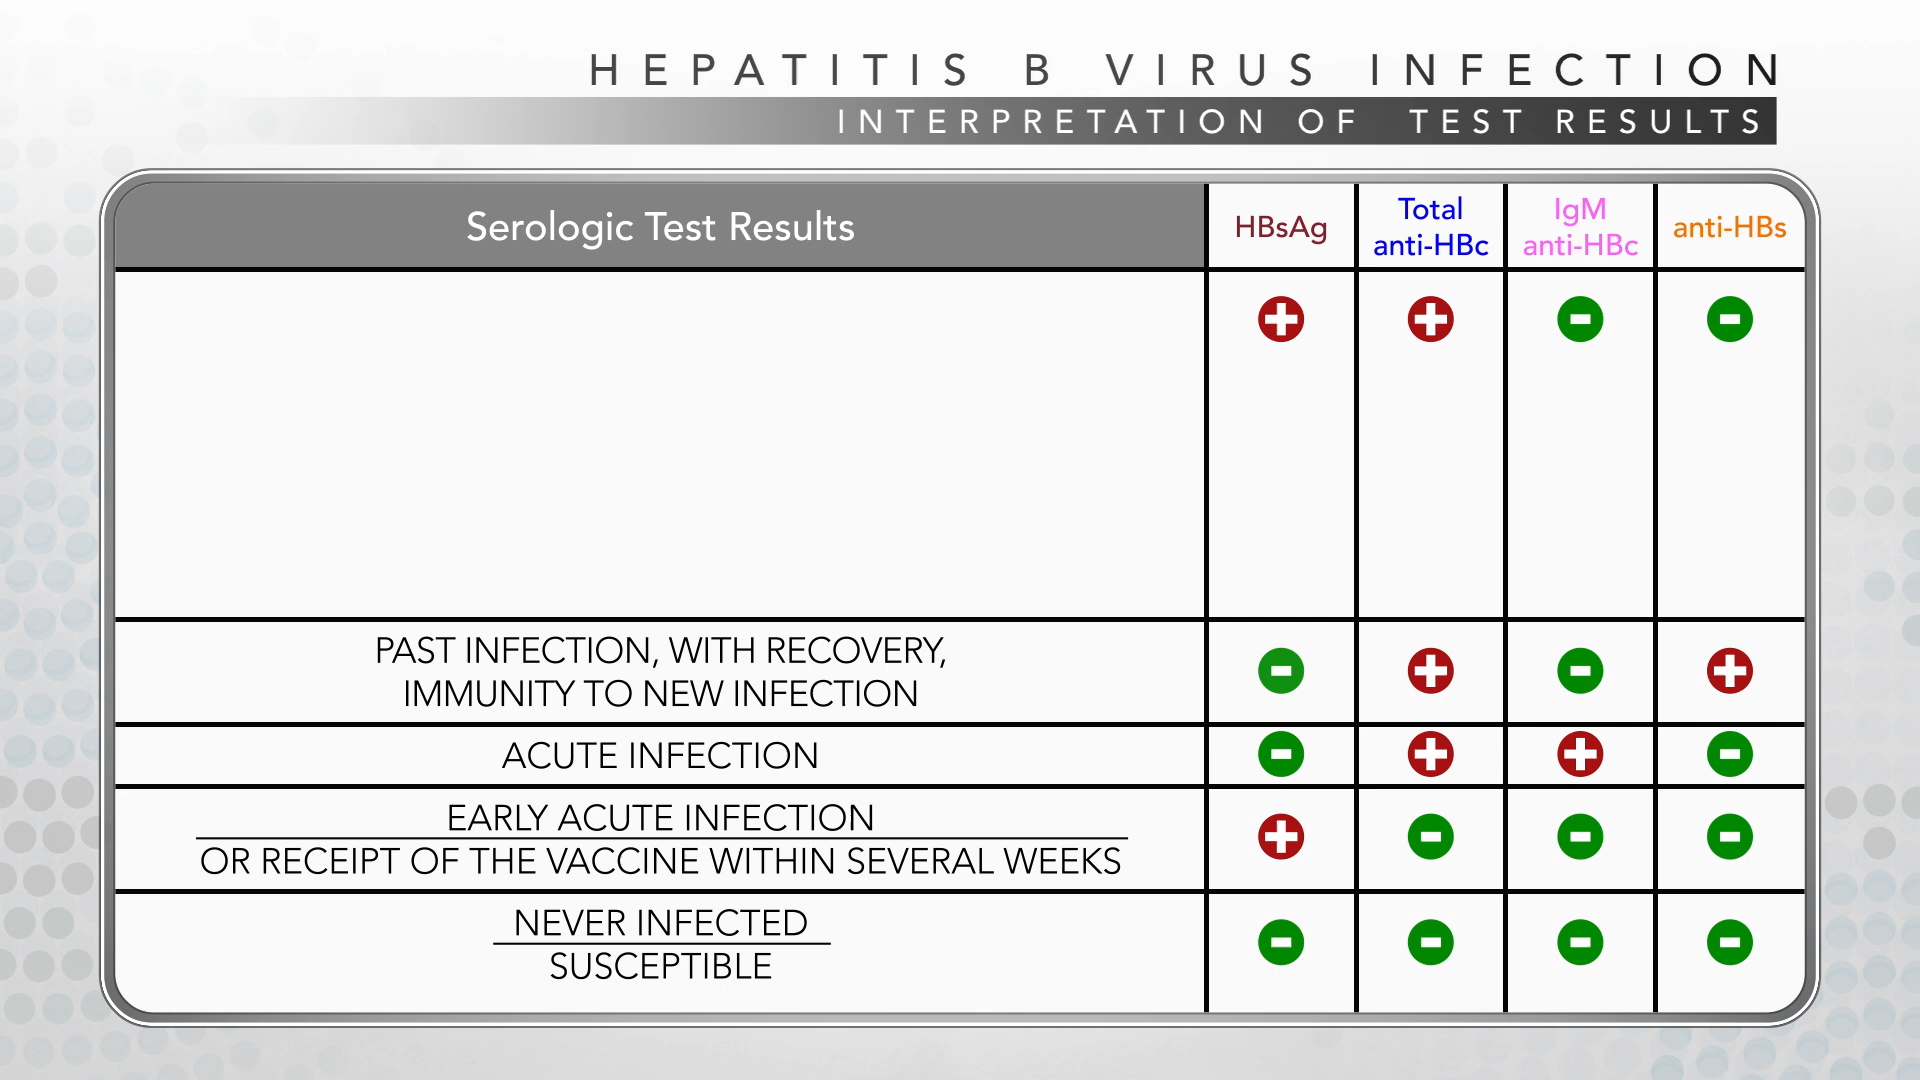 HEPATITIS B VIRUS INFECTION
INTERPRETATION OF TEST RESULTS
Serologic Test Results
HBsAg
Total
anti-HBc
IgM
anti-HBc
anti-HBs
+ + - -
PAST INFECTION, WITH RECOVERY,
IMMUNITY TO NEW INFECTION
- + - +
ACUTE INFECTION
- + + -
EARLY ACUTE INFECTION
OR RECEIPT OF THE VACCINE WITHIN SEVERAL WEEKS
+ - - -
NEVER INFECTED
SUSCEPTIBLE
- - - -